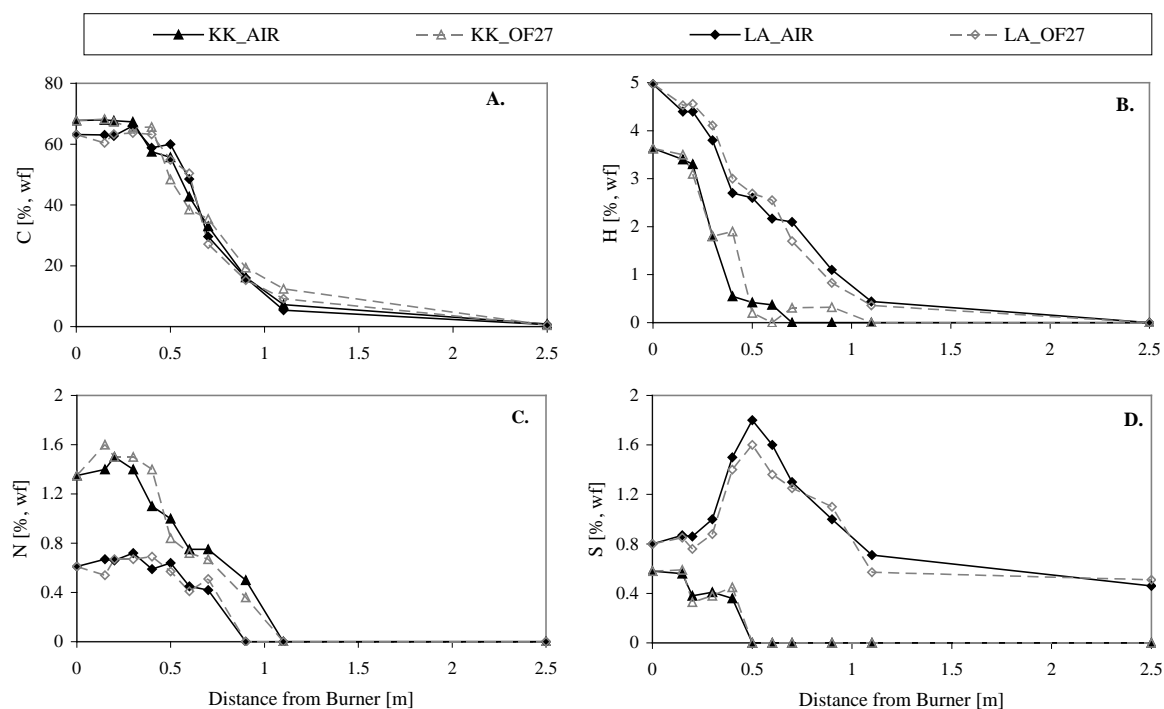 KK_AIR KK_OF27 LA_AIR LA_OF27
A.
C [%, wf]
80
60
40
20
0
0 0.5 1 1.5 2 2.5
B.
H [%, wf]
5
4
3
2
1
0
0 0.5 1 1.5 2 2.5
C.
N [%, wf]
2
1.6
1.2
0.8
0.4
0
0 0.5 1 1.5 2 2.5
Distance from Burner [m]
D.
S [%, wf]
2
1.6
1.2
0.8
0.4
0
0 0.5 1 1.5 2 2.5
Distance from Burner [m]